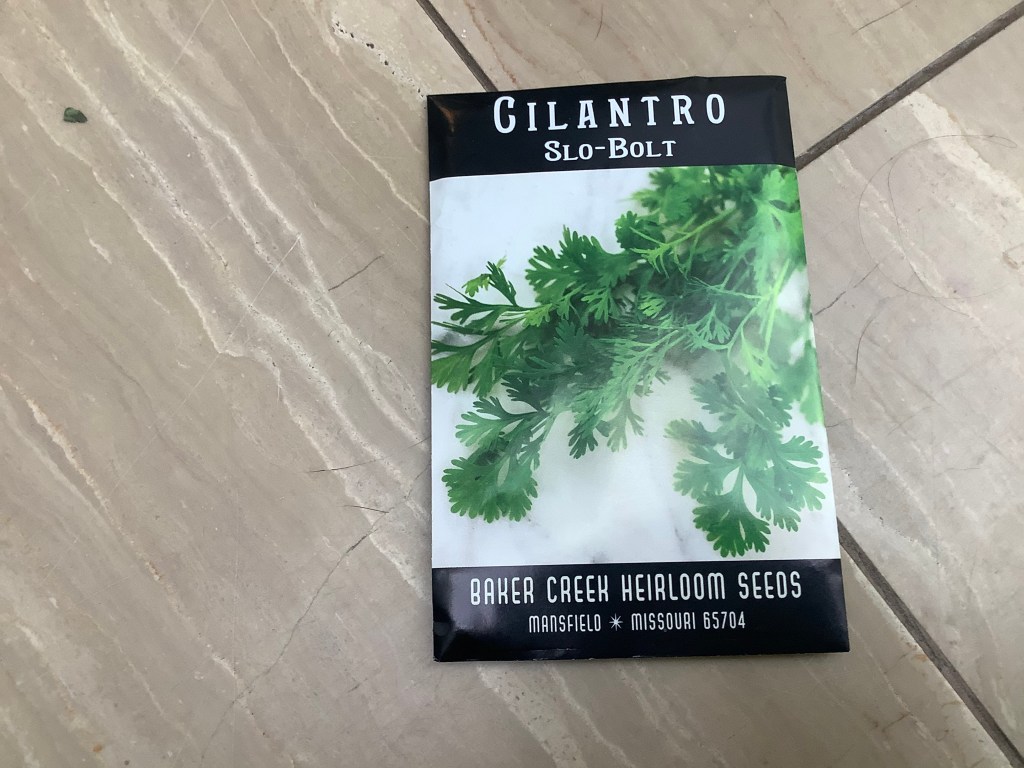 CILANTRO
SLO-BOLT
BAKER CREEK HEIRLOOM SEEDS
MANSFIELD ✴ MISSOURI 65704